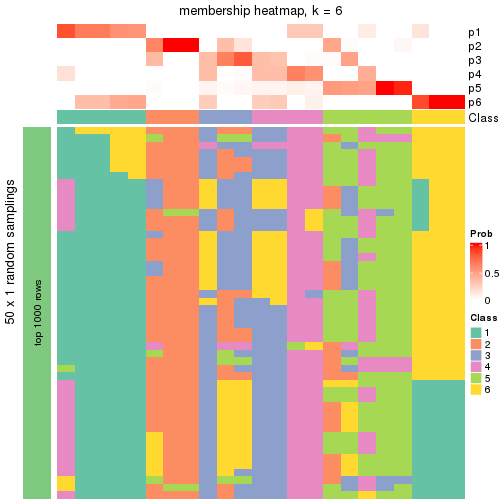 membership heatmap, k = 6
p1
p2
p3
p4
p5
p6
Class
50 x 1 random samplings
top 1000 rows
Prob
1
0.5
0
Class
1
2
3
4
5
6